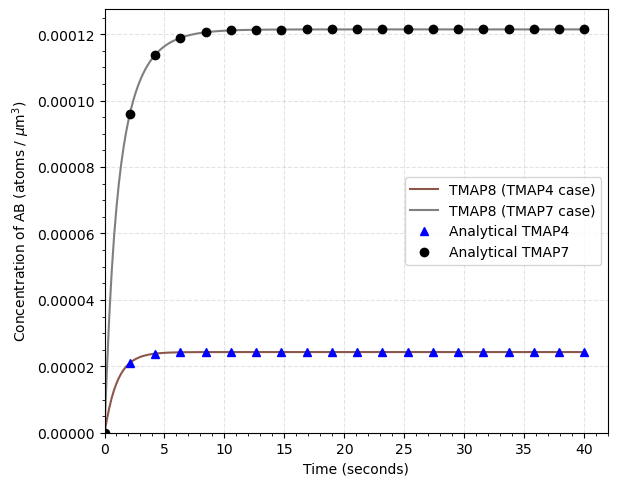 Concentration of AB (atoms / μm³)
0.00012
0.00010
0.00008
0.00006
0.00004
0.00002
0.00000
TMAP8 (TMAP4 case)
TMAP8 (TMAP7 case)
Analytical TMAP4
Analytical TMAP7
0 5 10 15 20 25 30 35 40
Time (seconds)